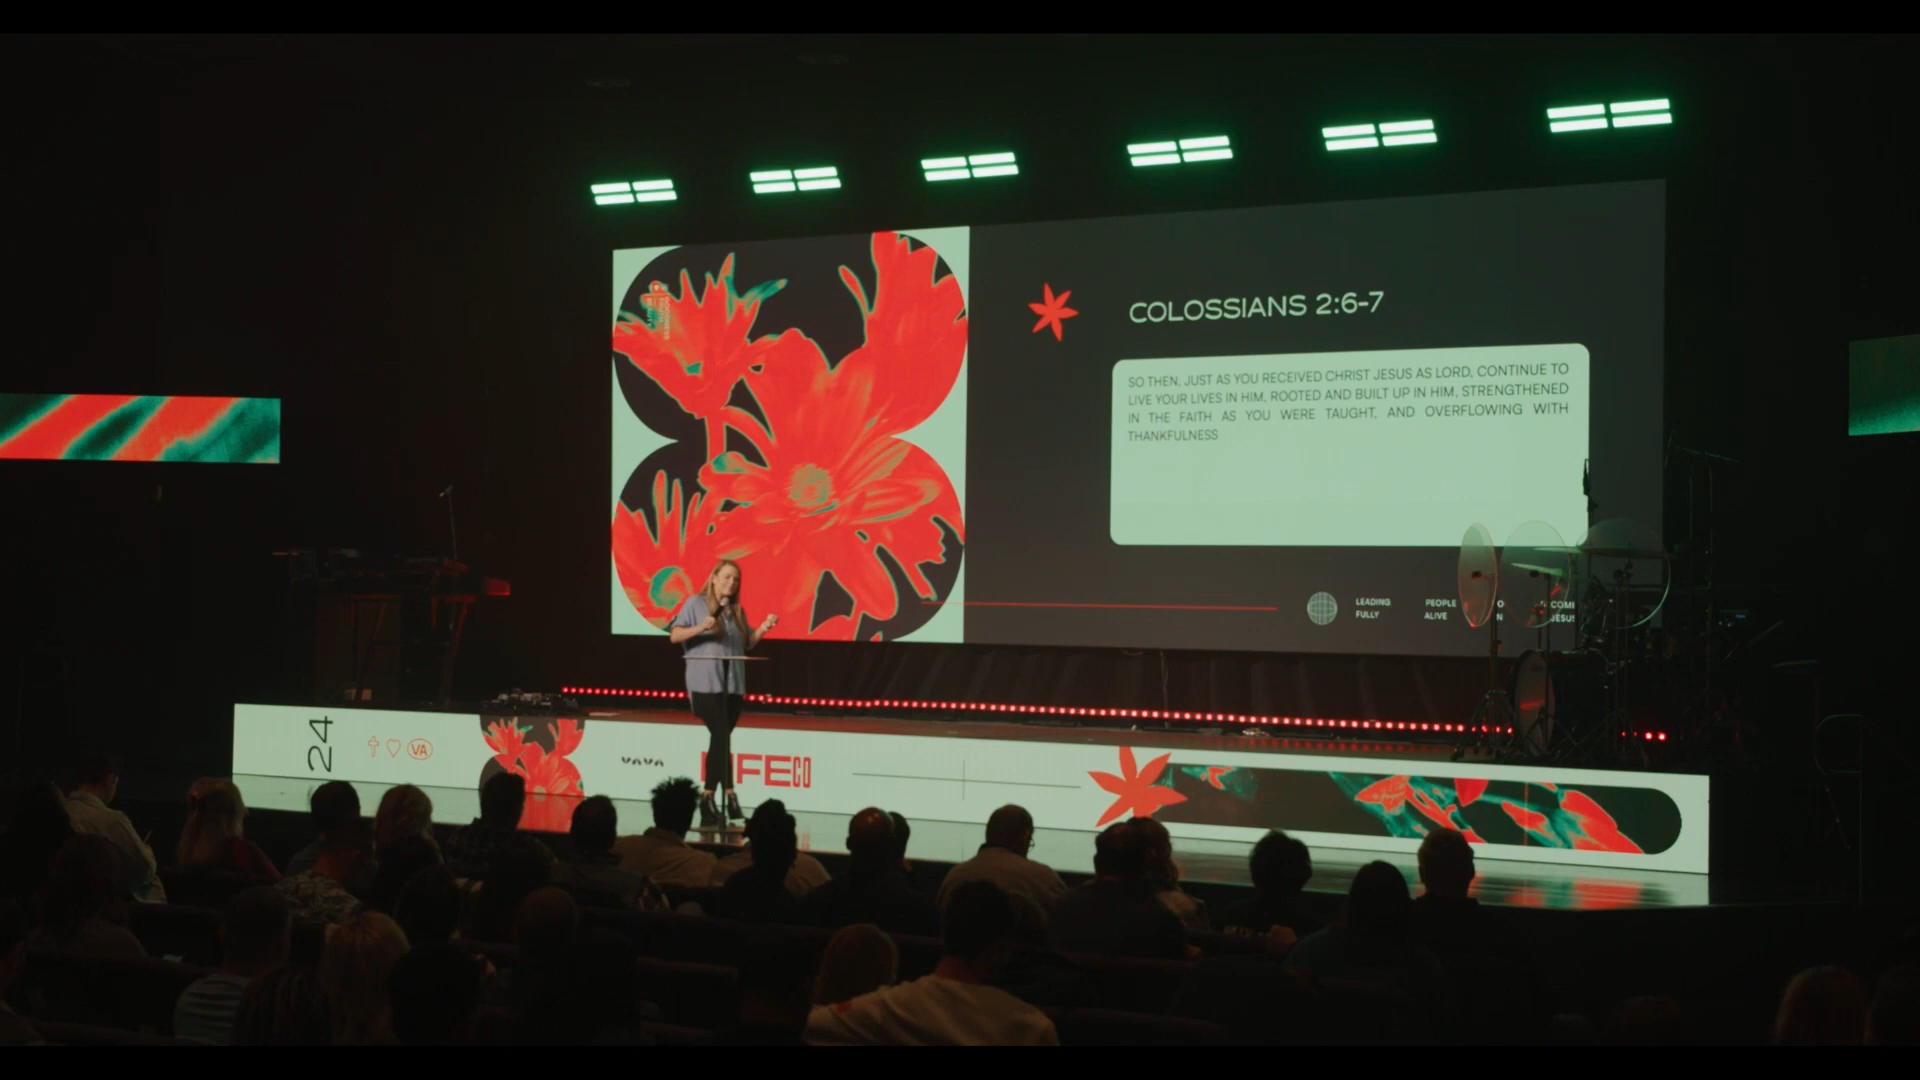 COLOSSIANS 2:6-7
SO THEN, JUST AS YOU RECEIVED CHRIST JESUS AS LORD, CONTINUE TO
LIVE YOUR LIVES IN HIM, ROOTED AND BUILT UP IN HIM, STRENGTHENED
IN THE FAITH AS YOU WERE TAUGHT, AND OVERFLOWING WITH
THANKFULNESS
LEADING PEOPLE
FULLY ALIVE
JESUS
24
VA
CO